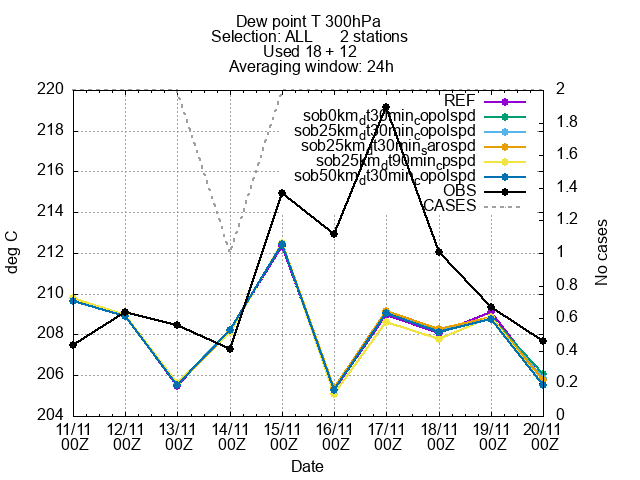 Dew point T 300hPa
Selection: ALL 2 stations
Used 18 + 12
Averaging window: 24h
220
218
216
214
212
210
208
206
204
2
1.8
1.6
1.4
1.2
1
0.8
0.6
0.4
0.2
0
deg C
No cases
REF
sob0km_dt30min_copolspd
sob25km_dt30min_copolspd
sob25km_dt30min_sarospd
sob25km_dt90min_cpspd
sob50km_dt30min_copolspd
OBS
CASES
11/11 12/11 13/11 14/11 15/11 16/11 17/11 18/11 19/11 20/11
00Z 00Z 00Z 00Z 00Z 00Z 00Z 00Z 00Z 00Z
Date